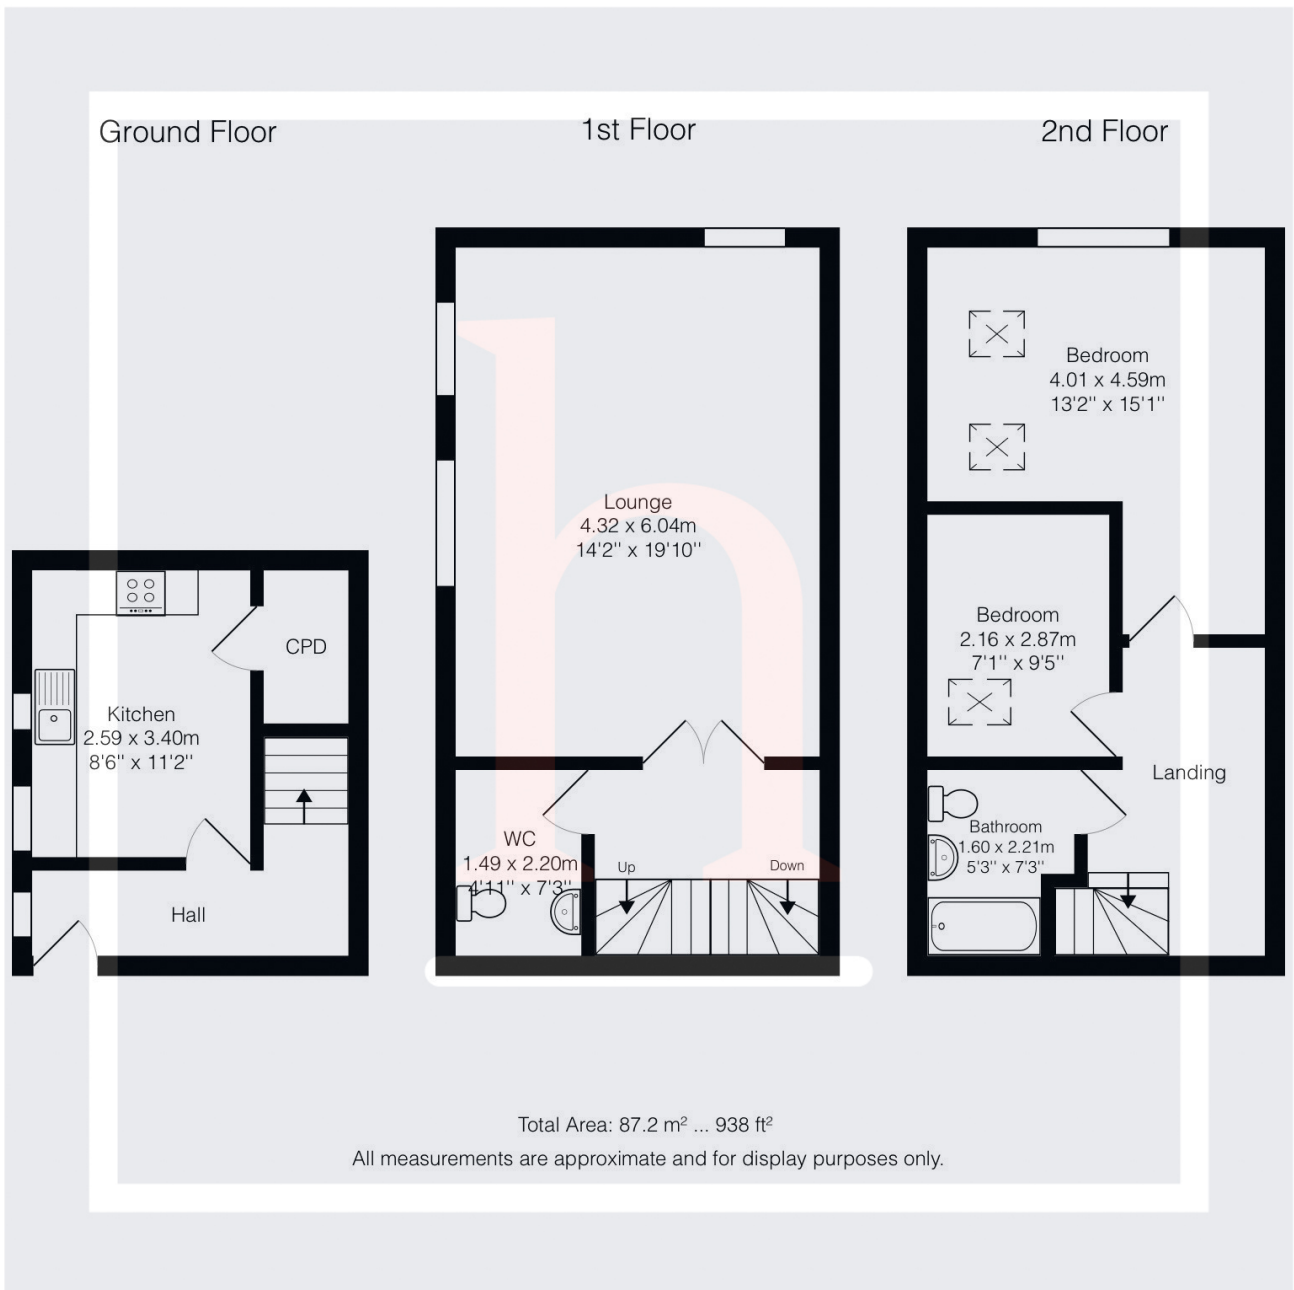 Ground Floor
1st Floor
2nd Floor
Bedroom
4.01 x 4.59m
13'2'' x 15'1''
Lounge
4.32 x 6.04m
14'2'' x 19'10''
Bedroom
2.16 x 2.87m
7'1'' x 9'5''
CPD
Kitchen
2.59 x 3.40m
8'6'' x 11'2''
Landing
WC
1.49 x 2.20m
4'11'' x 7'3''
Up
Down
Bathroom
1.60 x 2.21m
5'3'' x 7'3''
Hall
h
Total Area: 87.2 m² ... 938 ft²
All measurements are approximate and for display purposes only.